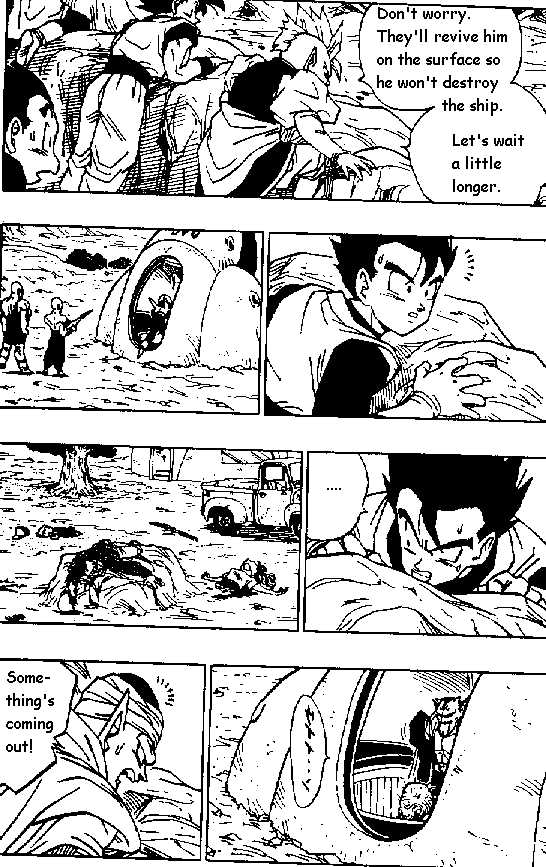 Don't worry.
They'll revive him
on the surface so
he won't destroy
the ship.
Let's wait
a little
longer.
.....
Some-
thing's
coming
out!